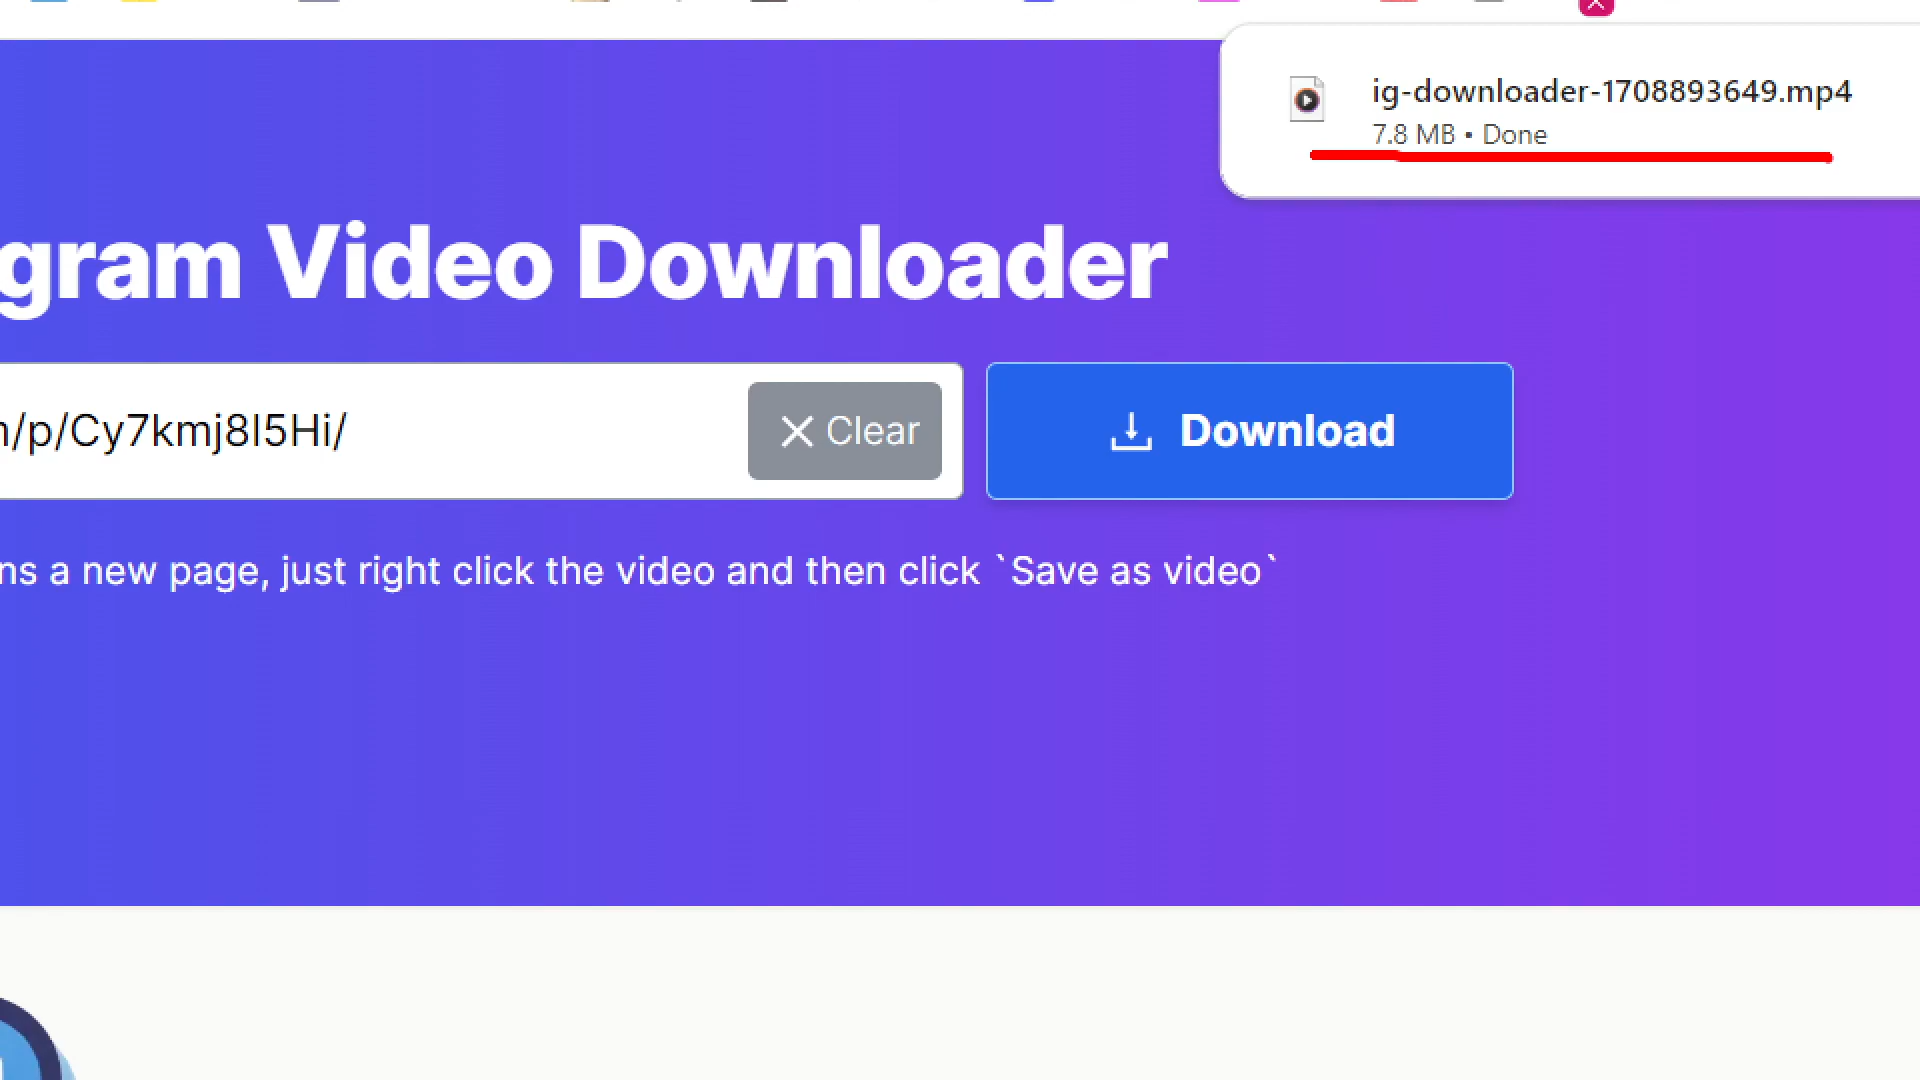 ig-downloader-1708893649.mp4
7.8 MB • Done
gram Video Downloader
/p/Cy7kmj8I5Hi/
Clear
Download
ns a new page, just right click the video and then click `Save as video`